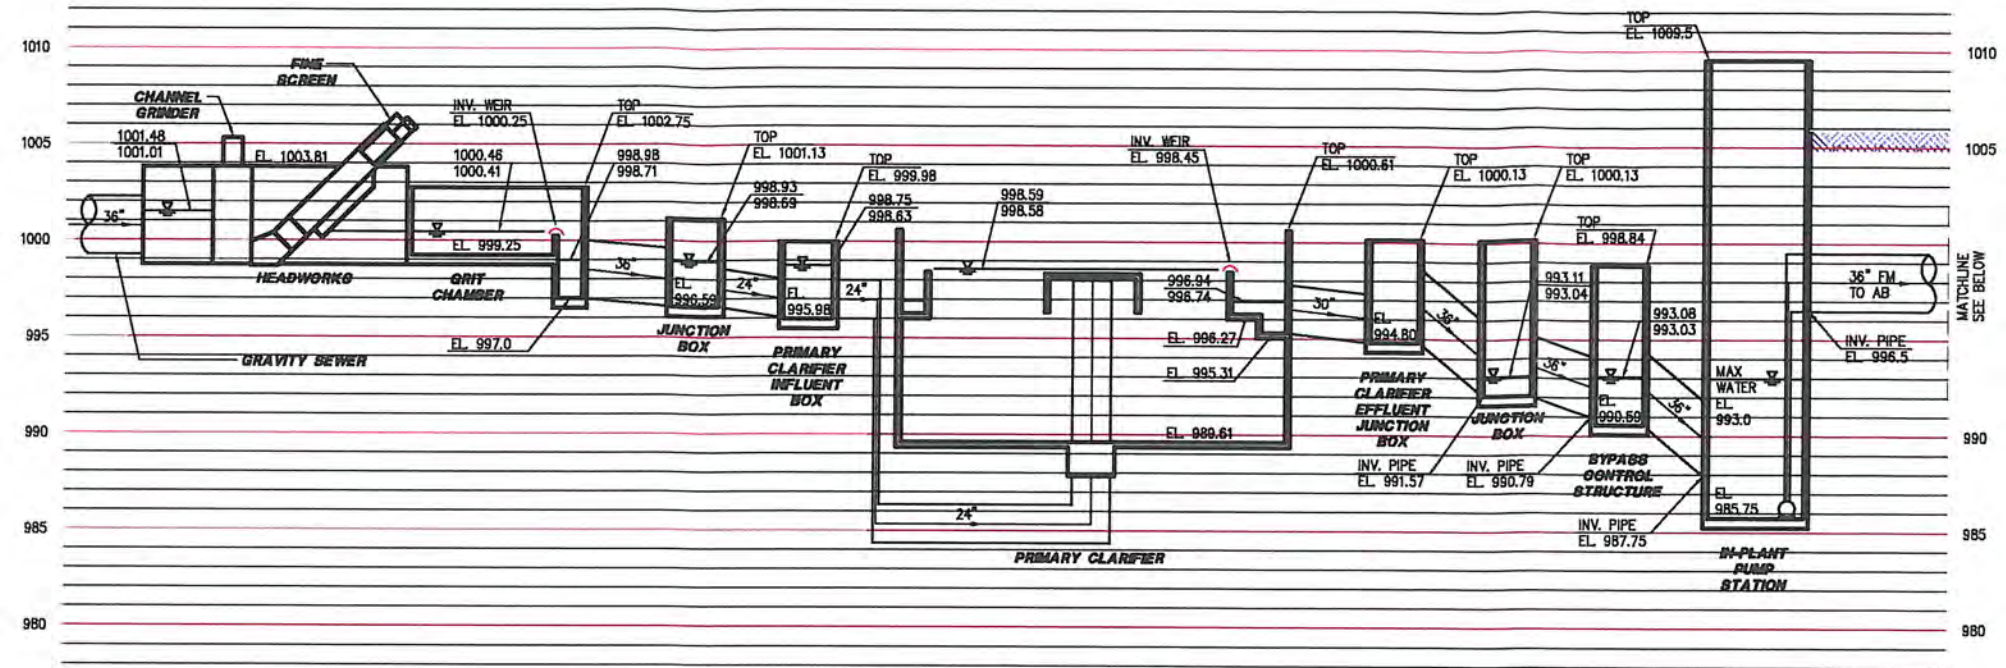 1010
1005
1000
995
990
985
980
FINE
SCREEN
CHANNEL
GRINDER
1001.48
1001.01
EL. 1003.81
36"
HEADWORKS
GRAVITY SEWER
INV. WEIR
EL. 1000.25
TOP
EL. 1002.75
1000.46
1000.41
998.98
998.71
EL. 999.25
GRIT
CHAMBER
EL. 997.0
36"
TOP
EL. 1001.13
998.93
998.69
EL.
996.59
JUNCTION
BOX
24"
TOP
EL. 999.98
998.75
998.63
EL.
995.98
PRIMARY
CLARIFIER
INFLUENT
BOX
24"
998.59
998.58
INV. WEIR
EL. 998.45
TOP
EL. 1000.61
996.94
996.74
EL. 996.27
EL. 995.31
EL. 989.61
24"
PRIMARY CLARIFIER
30"
TOP
EL. 1000.13
EL.
994.80
PRIMARY
CLARIFIER
EFFLUENT
JUNCTION
BOX
36"
TOP
EL. 1000.13
993.11
993.04
JUNCTION
BOX
INV. PIPE
EL. 991.57
36"
TOP
EL. 998.84
993.08
993.03
EL.
990.59
INV. PIPE
EL. 990.79
BYPASS
CONTROL
STRUCTURE
36"
INV. PIPE
EL. 987.75
TOP
EL. 1009.5
MAX
WATER
EL.
993.0
EL.
985.75
IN-PLANT
PUMP
STATION
36" FM
TO AB
INV. PIPE
EL. 996.5
MATCHLINE
SEE BELOW
1010
1005
990
985
980